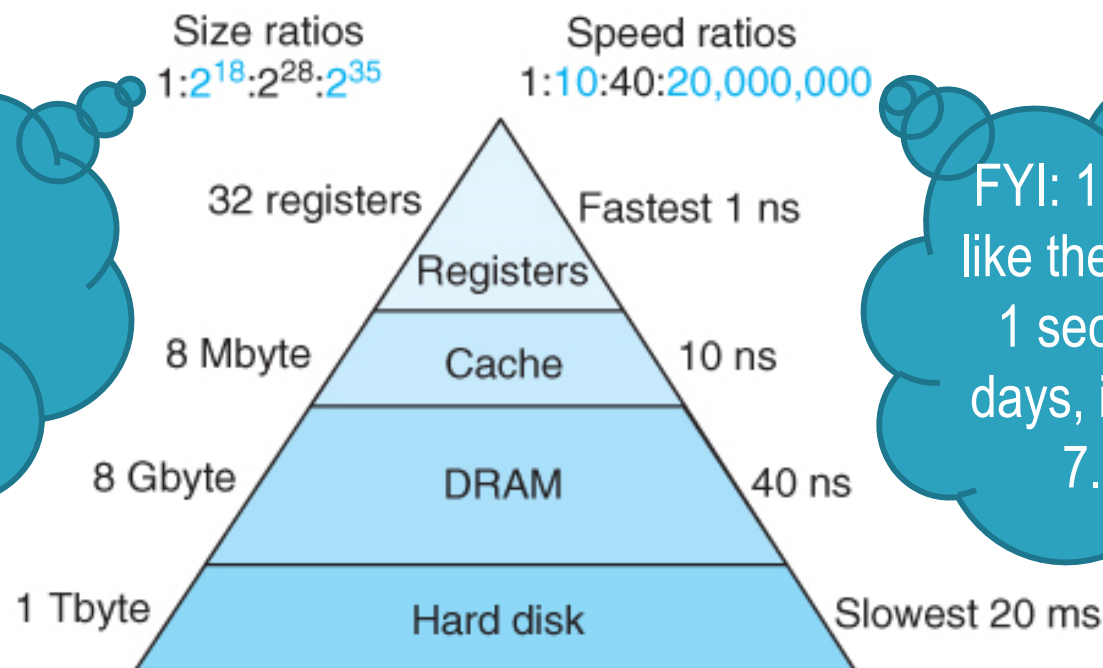 Size ratios
1:2^18:2^28:2^35
Speed ratios
1:10:40:20,000,000
32 registers
Fastest 1 ns
Registers
8 Mbyte
Cache
10 ns
8 Gbyte
DRAM
40 ns
1 Tbyte
Hard disk
Slowest 20 ms
FYI: 1
like the
1 sec
days, i
7.